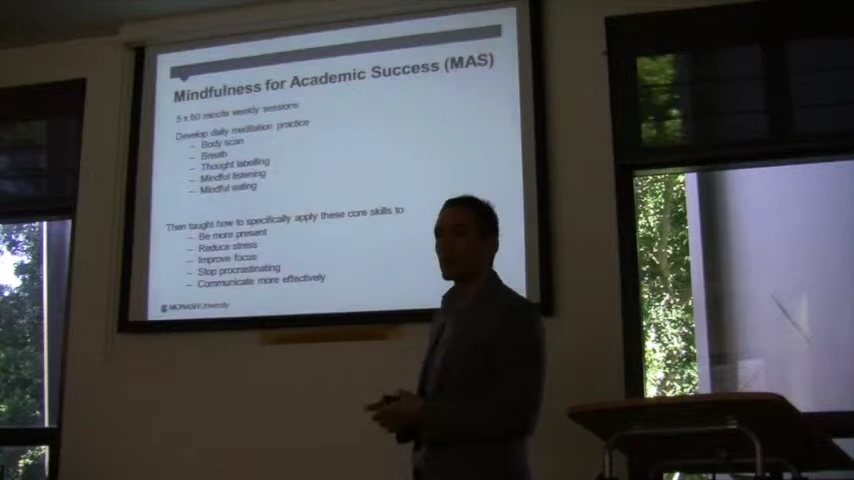 Mindfulness for Academic Success (MAS)
5 x 60 minute weekly sessions
Develop daily meditation practice
– Body scan
– Breath
– Thought labelling
– Mindful listening
– Mindful eating
Then taught how to specifically apply these core skills to
– Be more present
– Reduce stress
– Improve focus
– Stop procrastinating
– Communicate more effectively
MONASH University